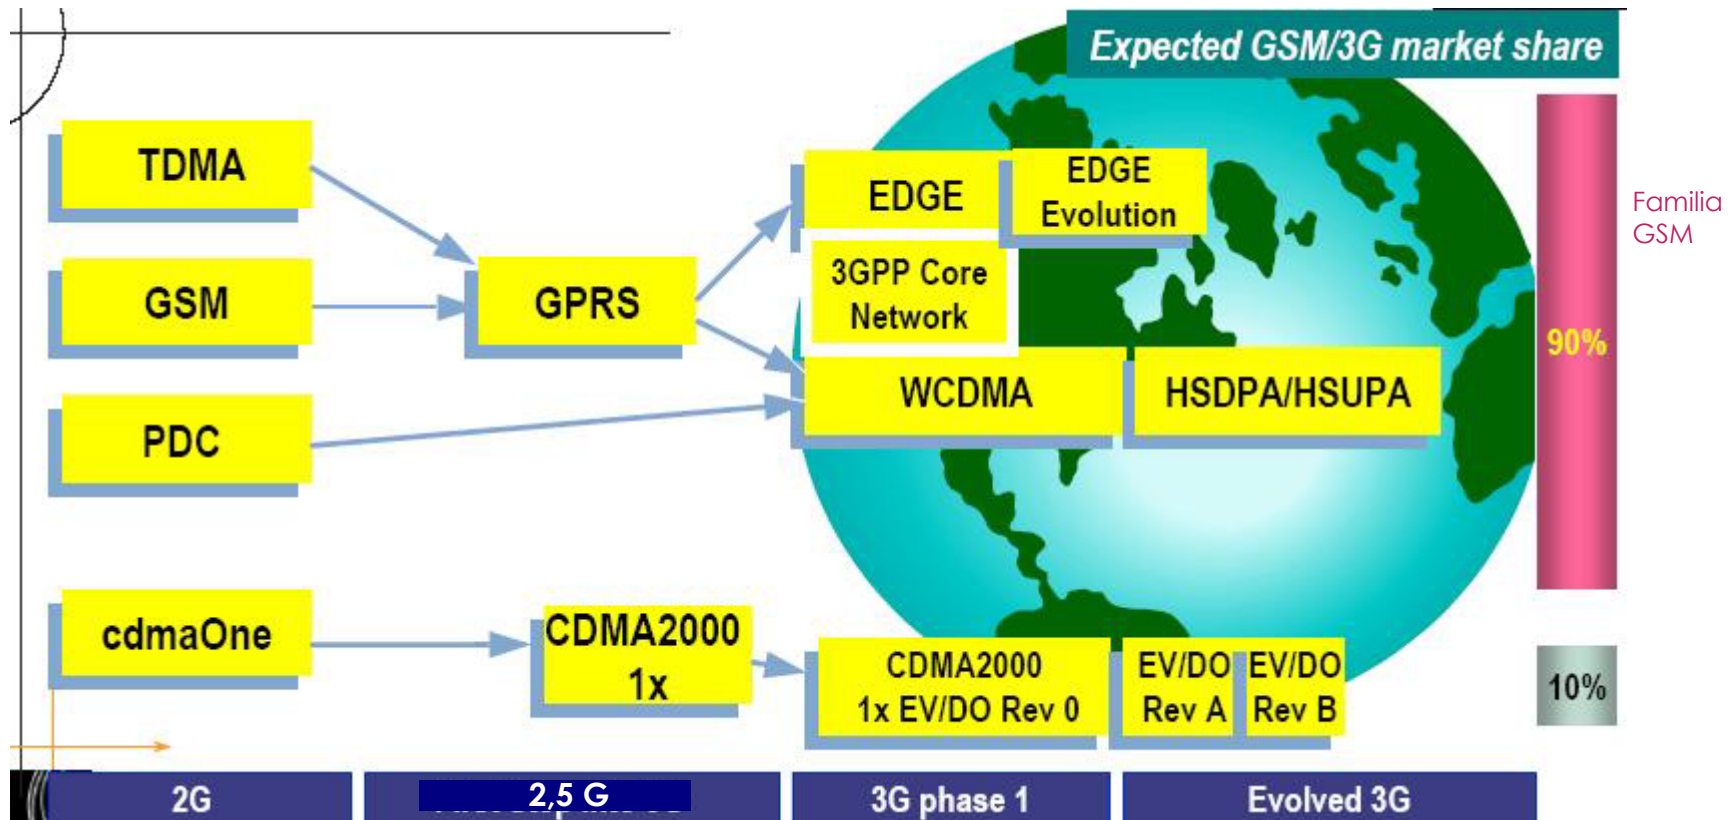 Expected GSM/3G market share
TDMA
EDGE
EDGE
Evolution
Familia
GSM
GSM
GPRS
3GPP Core
Network
90%
PDC
WCDMA
HSDPA/HSUPA
cdmaOne
CDMA2000
1x
CDMA2000
1x EV/DO Rev 0
EV/DO
Rev A
EV/DO
Rev B
10%
2G
2,5 G
3G phase 1
Evolved 3G